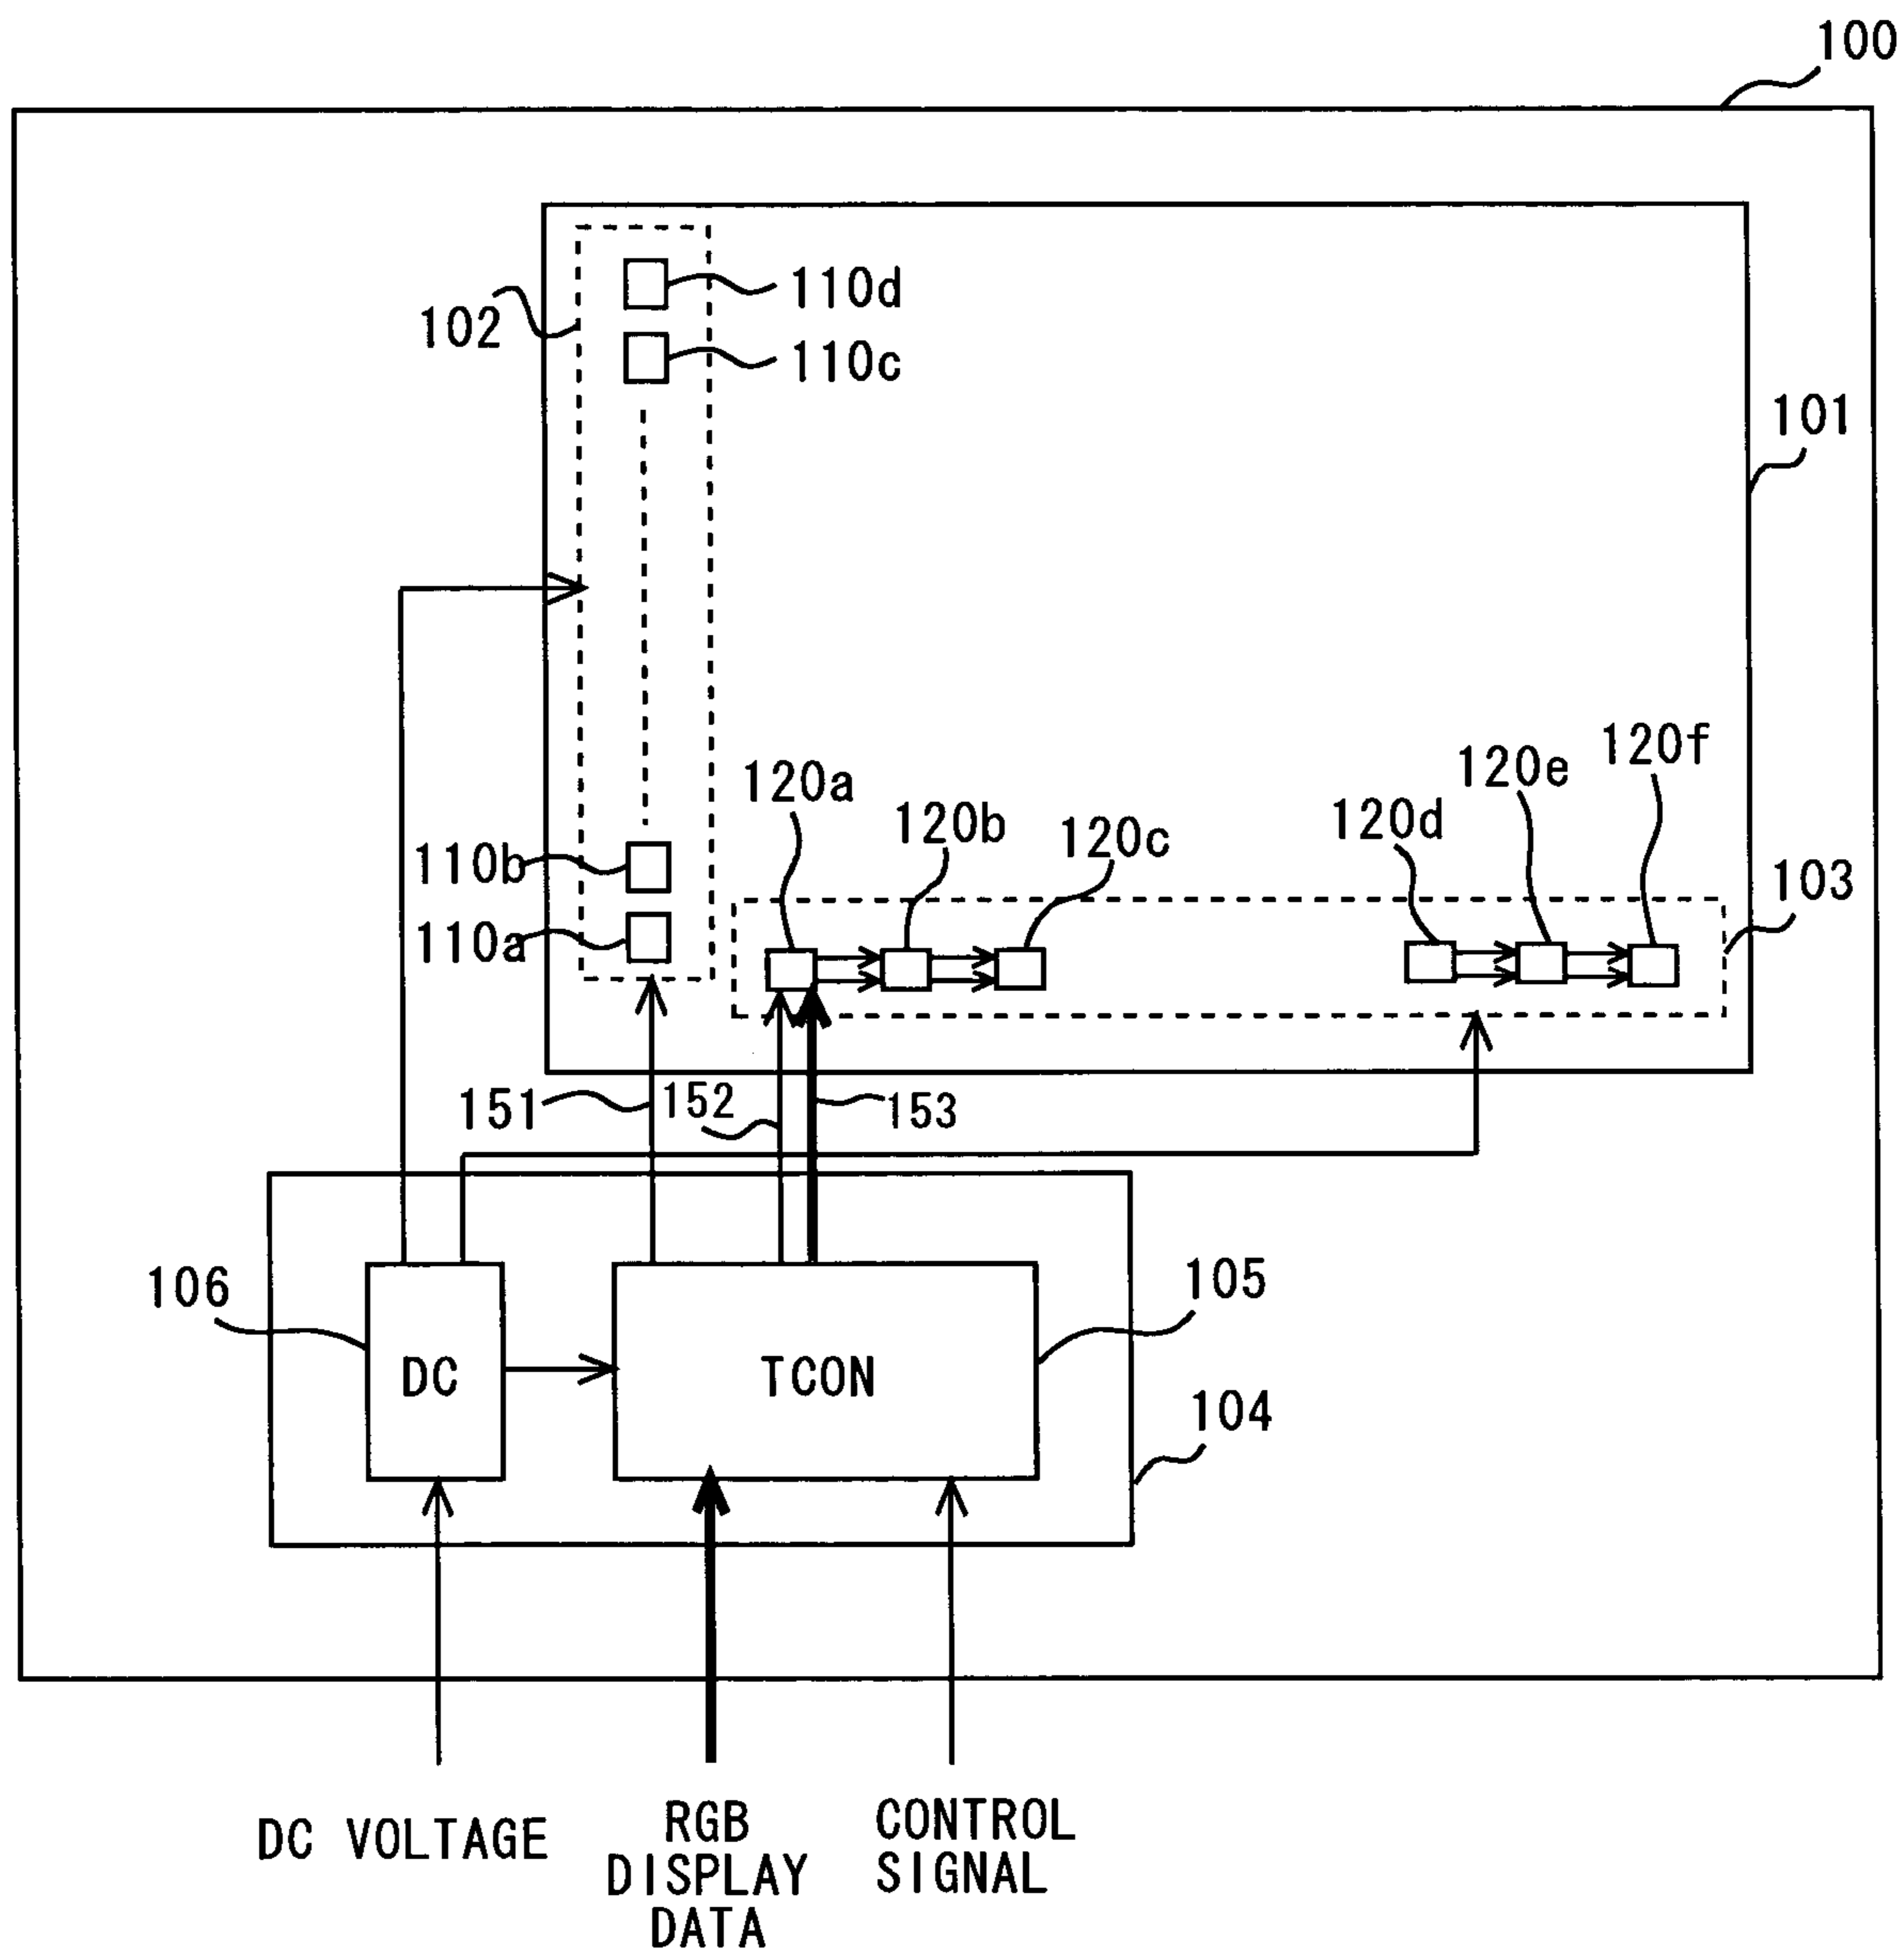 100
110d
102
110c
101
120f
120e
120a
120b
120d
120c
110b
103
110a
152
151
153
105
106
DC
TCON
104
DC VOLTAGE
RGB
DISPLAY
DATA
CONTROL
SIGNAL